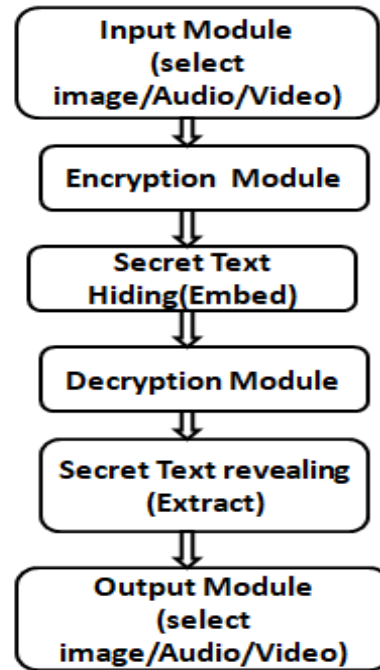 Input Module
(select
image/Audio/Video)
Encryption Module
Secret Text
Hiding(Embed)
Decryption Module
Secret Text revealing
(Extract)
Output Module
(select
image/Audio/Video)